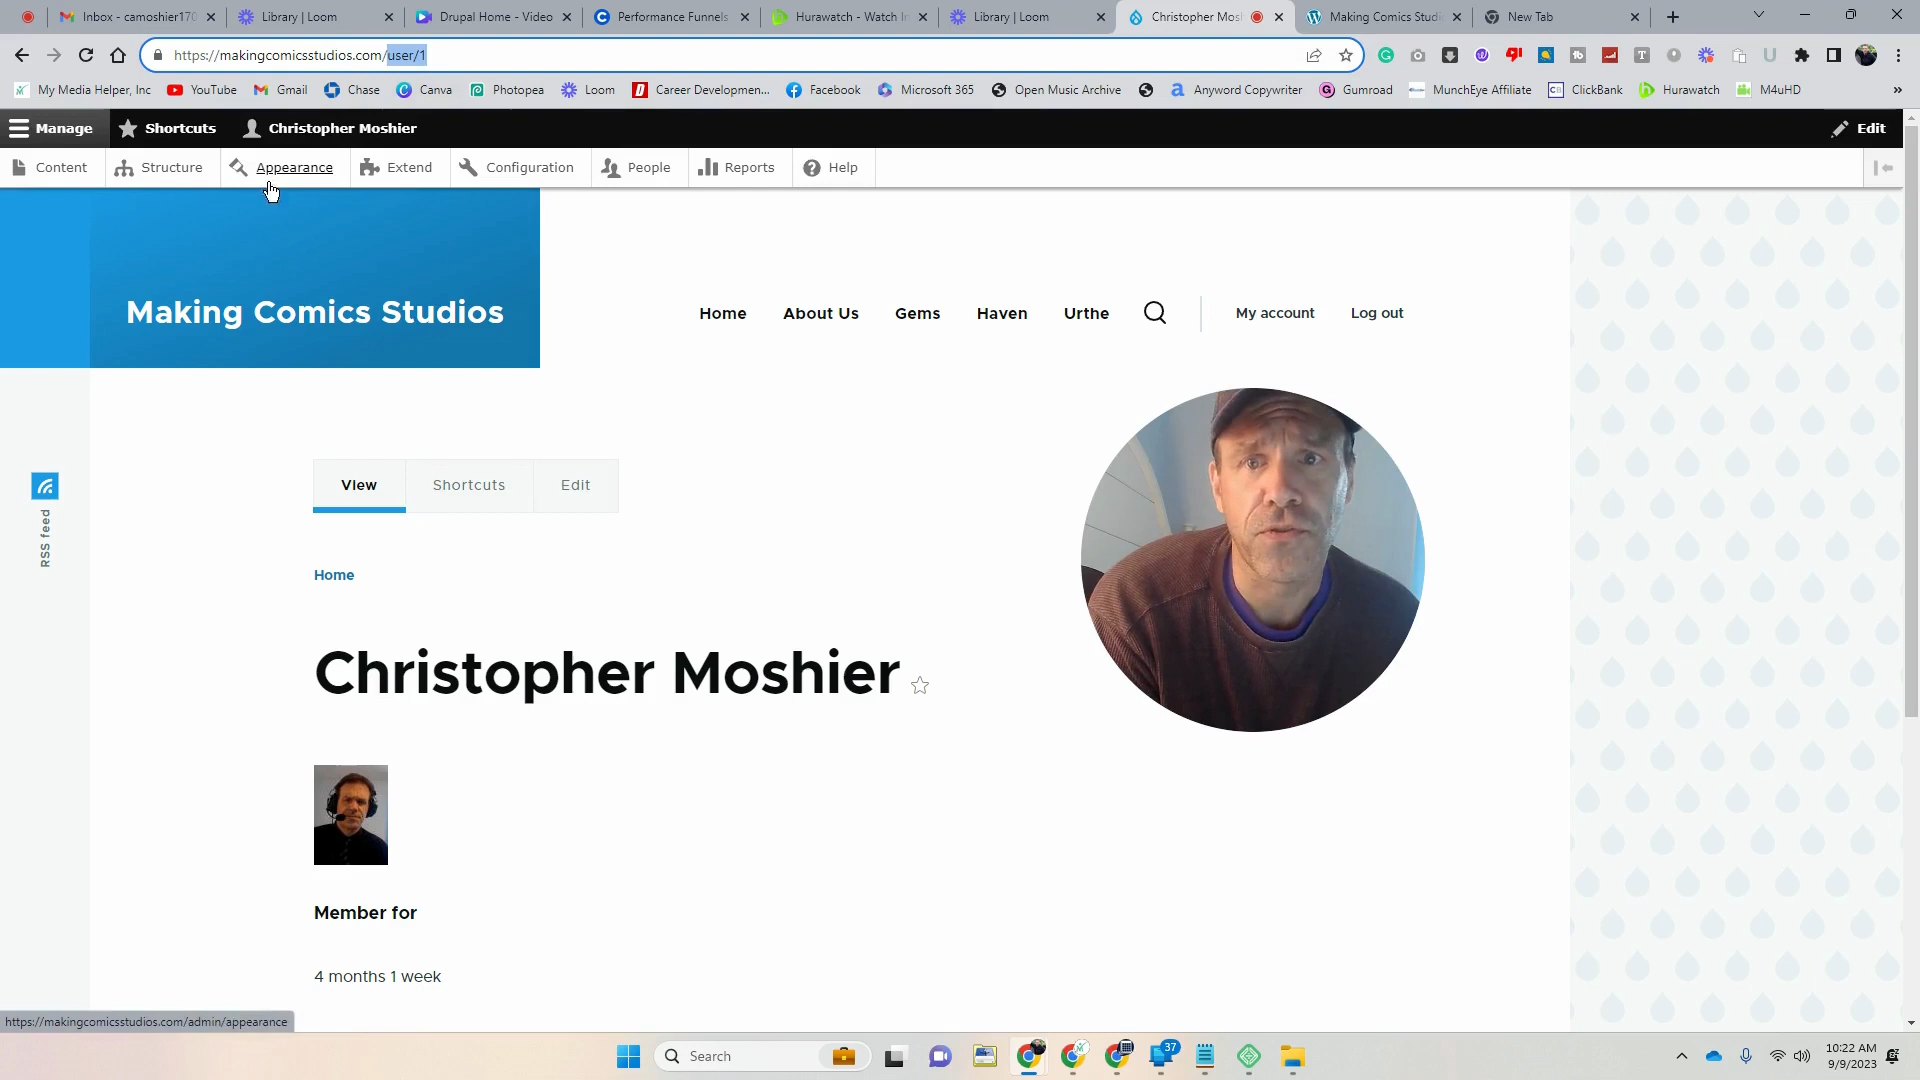 Inbox - camoshier170
Library | Loom
Drupal Home - Video
Performance Funnels
Hurawatch - Watch
Library | Loom
Christopher Mos
Making Comics Studi
New Tab
https://makingcomicsstudios.com/user/1
My Media Helper, Inc
YouTube
Gmail
Chase
Canva
Photopea
Loom
Career Developmen...
Facebook
Microsoft 365
Open Music Archive
Anyword Copywriter
Gumroad
MunchEye Affiliate
ClickBank
Hurawatch
M4uHD
Manage
Shortcuts
Christopher Moshier
Edit
Content
Structure
Appearance
Extend
Configuration
People
Reports
Help
Making Comics Studios
Home
About Us
Gems
Haven
Urthe
My account
Log out
View
Shortcuts
Edit
RSS feed
Home
Christopher Moshier
Member for
4 months 1 week
https://makingcomicsstudios.com/admin/appearance
Search
37
10:22 AM
9/9/2023